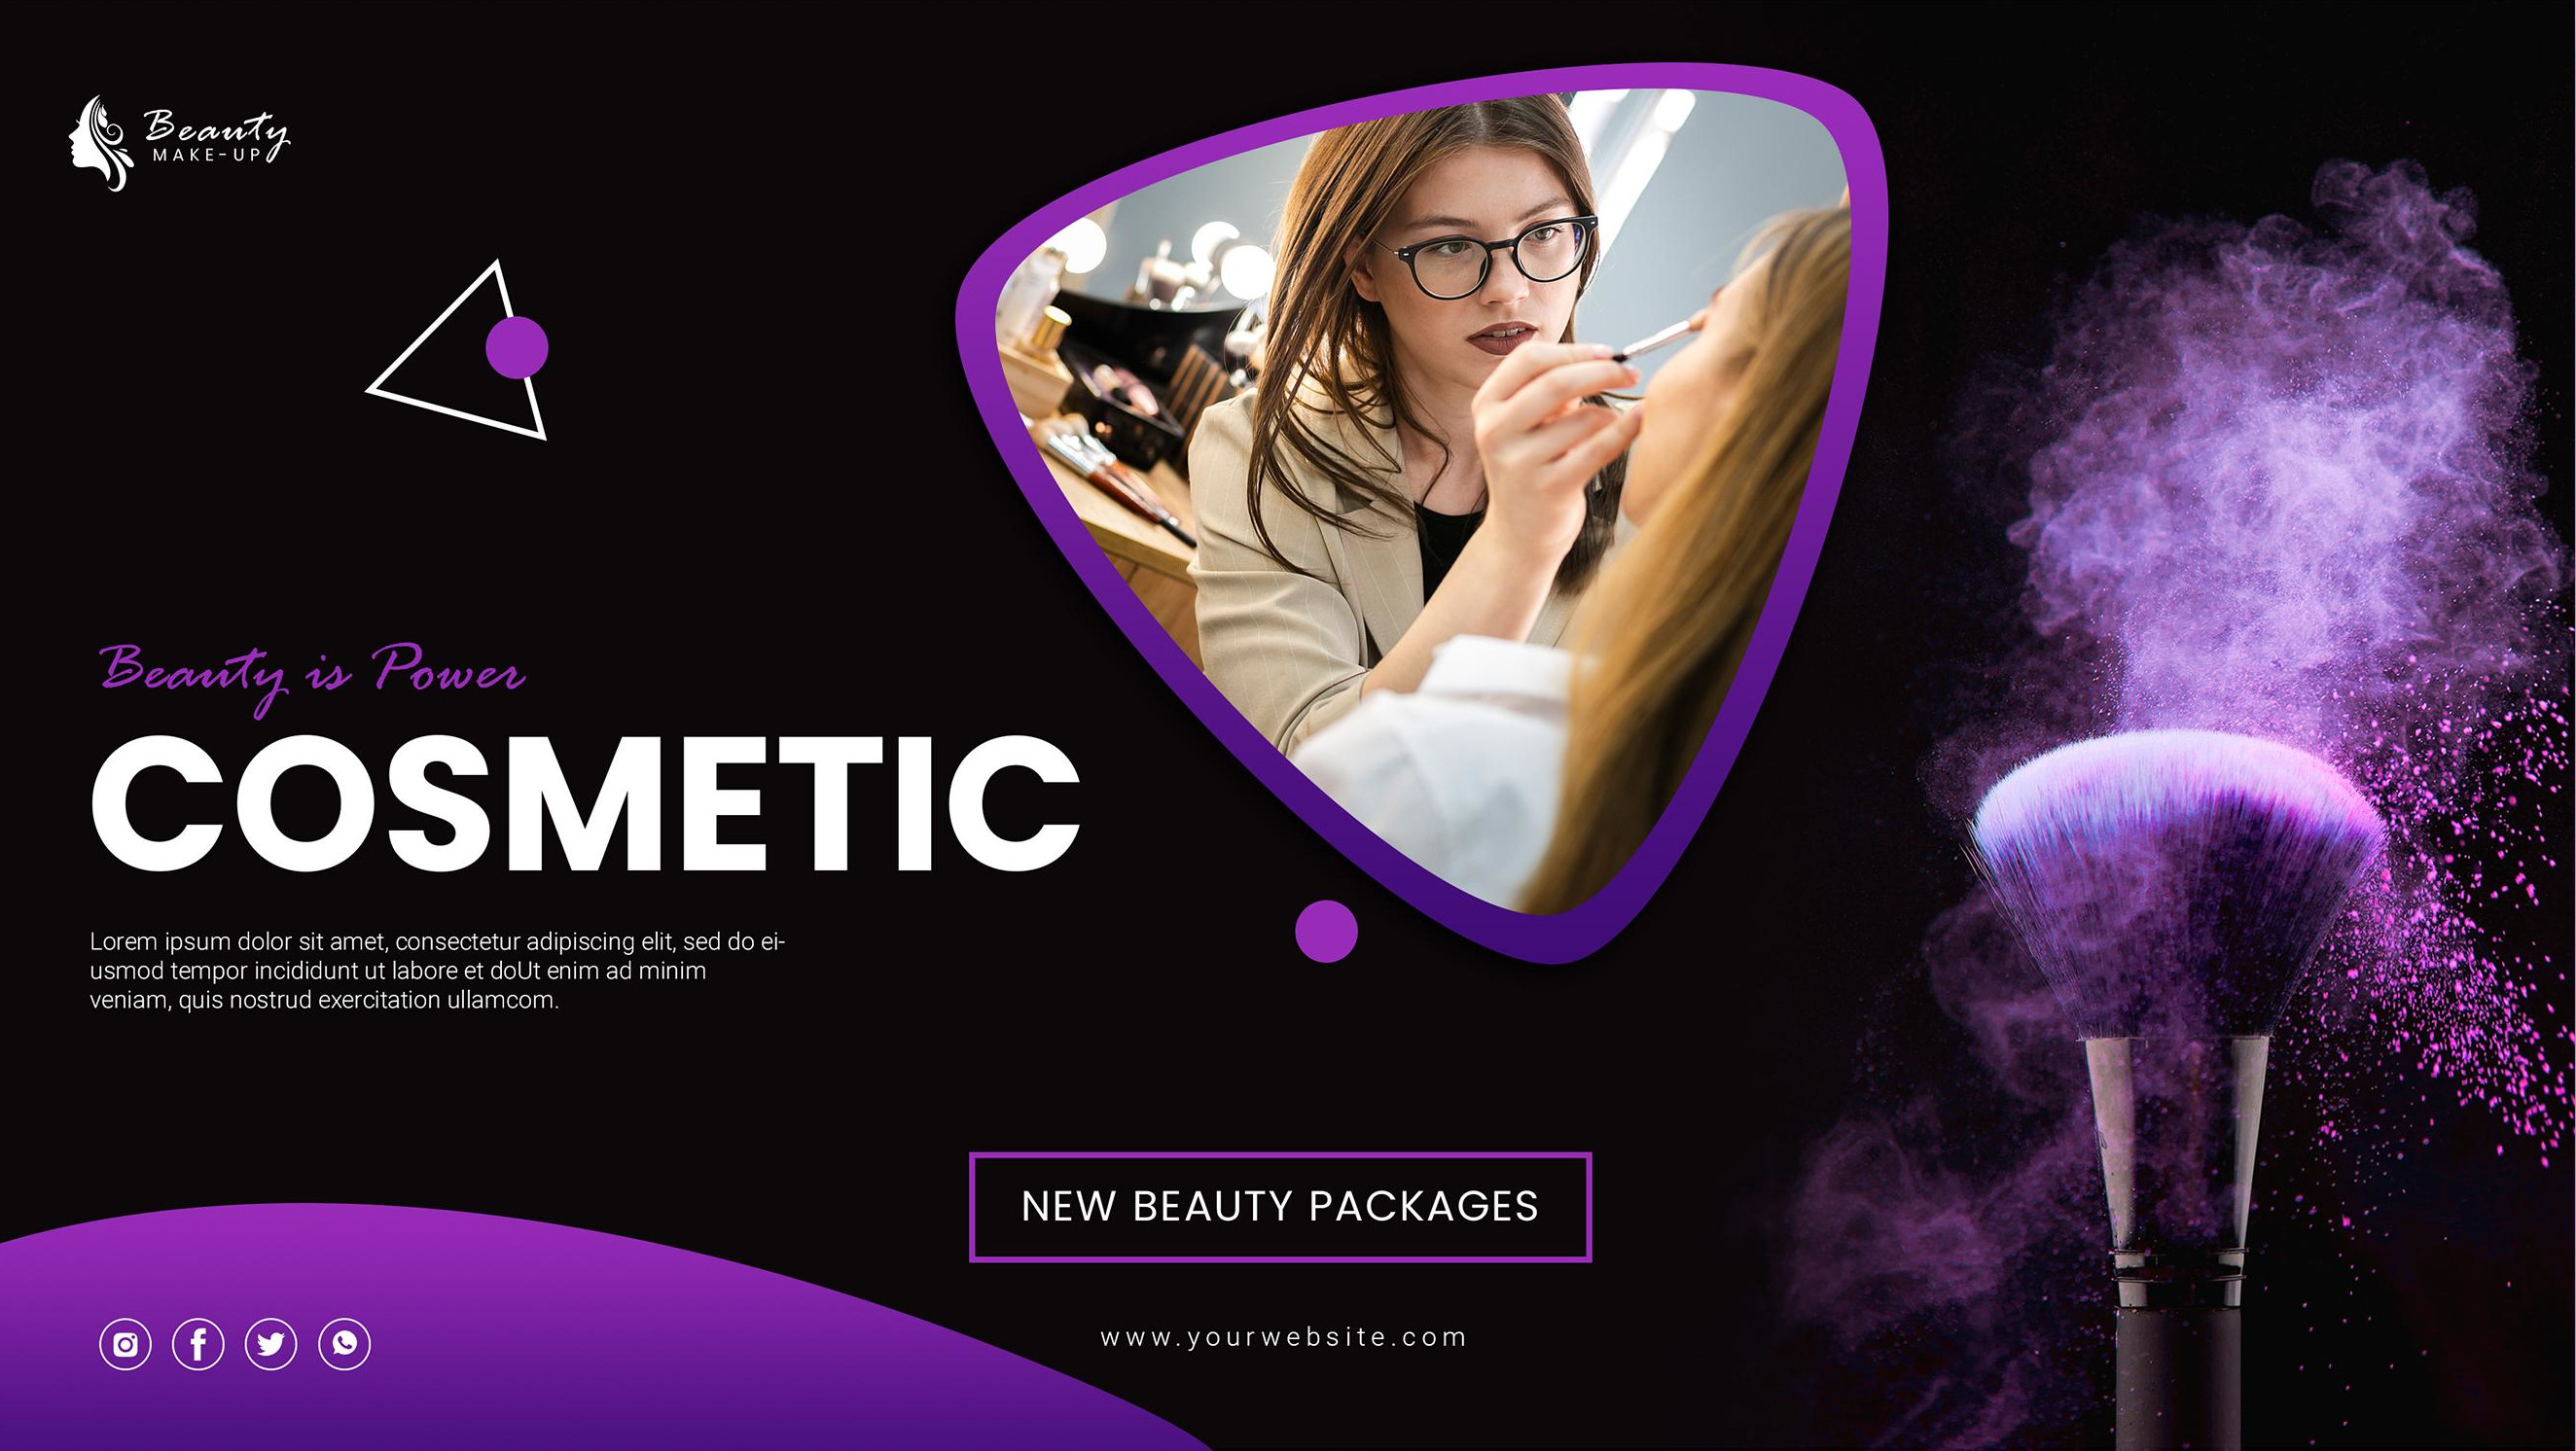 Beauty
MAKE-UP
Beauty is Power
COSMETIC
Lorem ipsum dolor sit amet, consectetur adipiscing elit, sed do ei-
usmod tempor incididunt ut labore et doUt enim ad minim
veniam, quis nostrud exercitation ullamcom.
NEW BEAUTY PACKAGES
www.yourwebsite.com